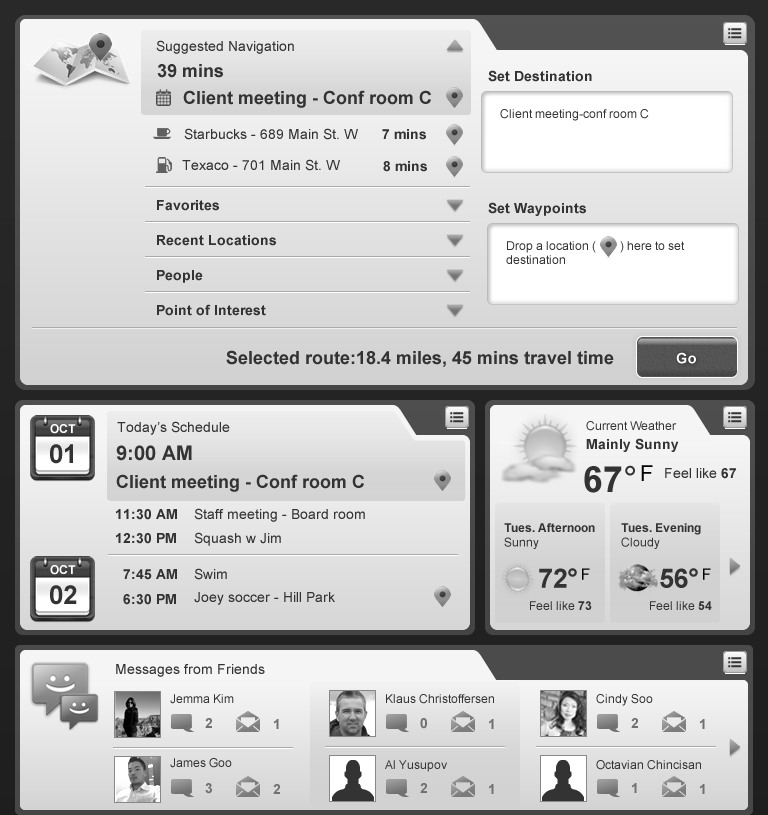 Suggested Navigation
39 mins
Client meeting - Conf room C
Starbucks - 689 Main St. W 7 mins
Texaco - 701 Main St. W 8 mins
Favorites
Recent Locations
People
Point of Interest
Set Destination
Client meeting-conf room C
Set Waypoints
Drop a location ( ) here to set
destination
Selected route:18.4 miles, 45 mins travel time
Go
OCT
01
Today's Schedule
9:00 AM
Client meeting - Conf room C
11:30 AM Staff meeting - Board room
12:30 PM Squash w Jim
OCT
02
7:45 AM Swim
6:30 PM Joey soccer - Hill Park
Current Weather
Mainly Sunny
67° F Feel like 67
Tues. Afternoon
Sunny
72° F
Feel like 73
Tues. Evening
Cloudy
56° F
Feel like 54
Messages from Friends
Jemma Kim
2 1
Klaus Christoffersen
0 1
Cindy Soo
2 1
James Goo
3 2
Al Yusupov
2 1
Octavian Chincisan
1 1